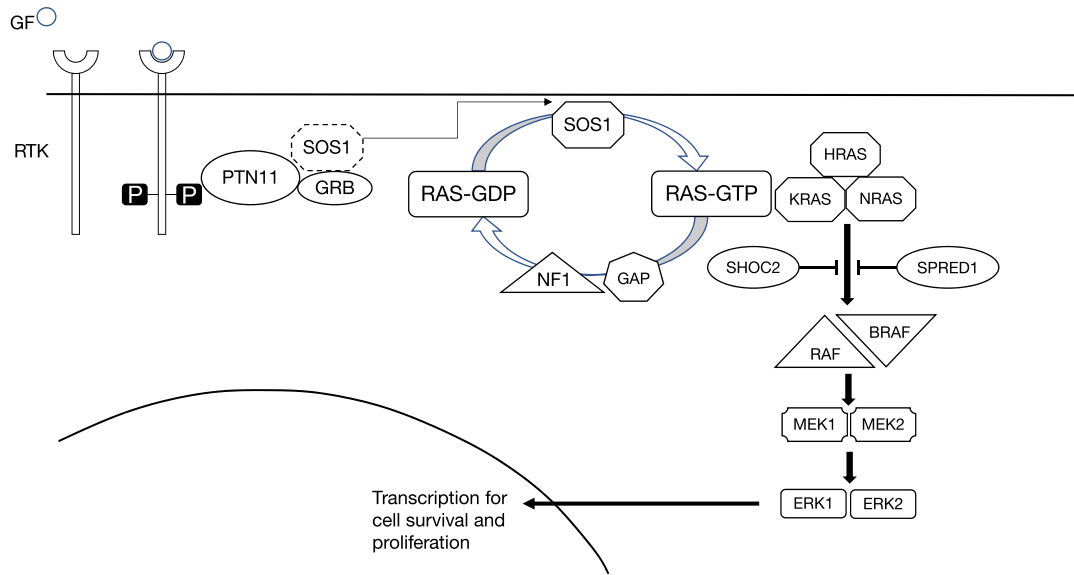 GF
RTK
P
P
PTN11
SOS1
GRB
SOS1
RAS-GDP
RAS-GTP
NF1
GAP
HRAS
KRAS
NRAS
SHOC2
SPRED1
RAF
BRAF
MEK1
MEK2
ERK1
ERK2
Transcription for
cell survival and
proliferation